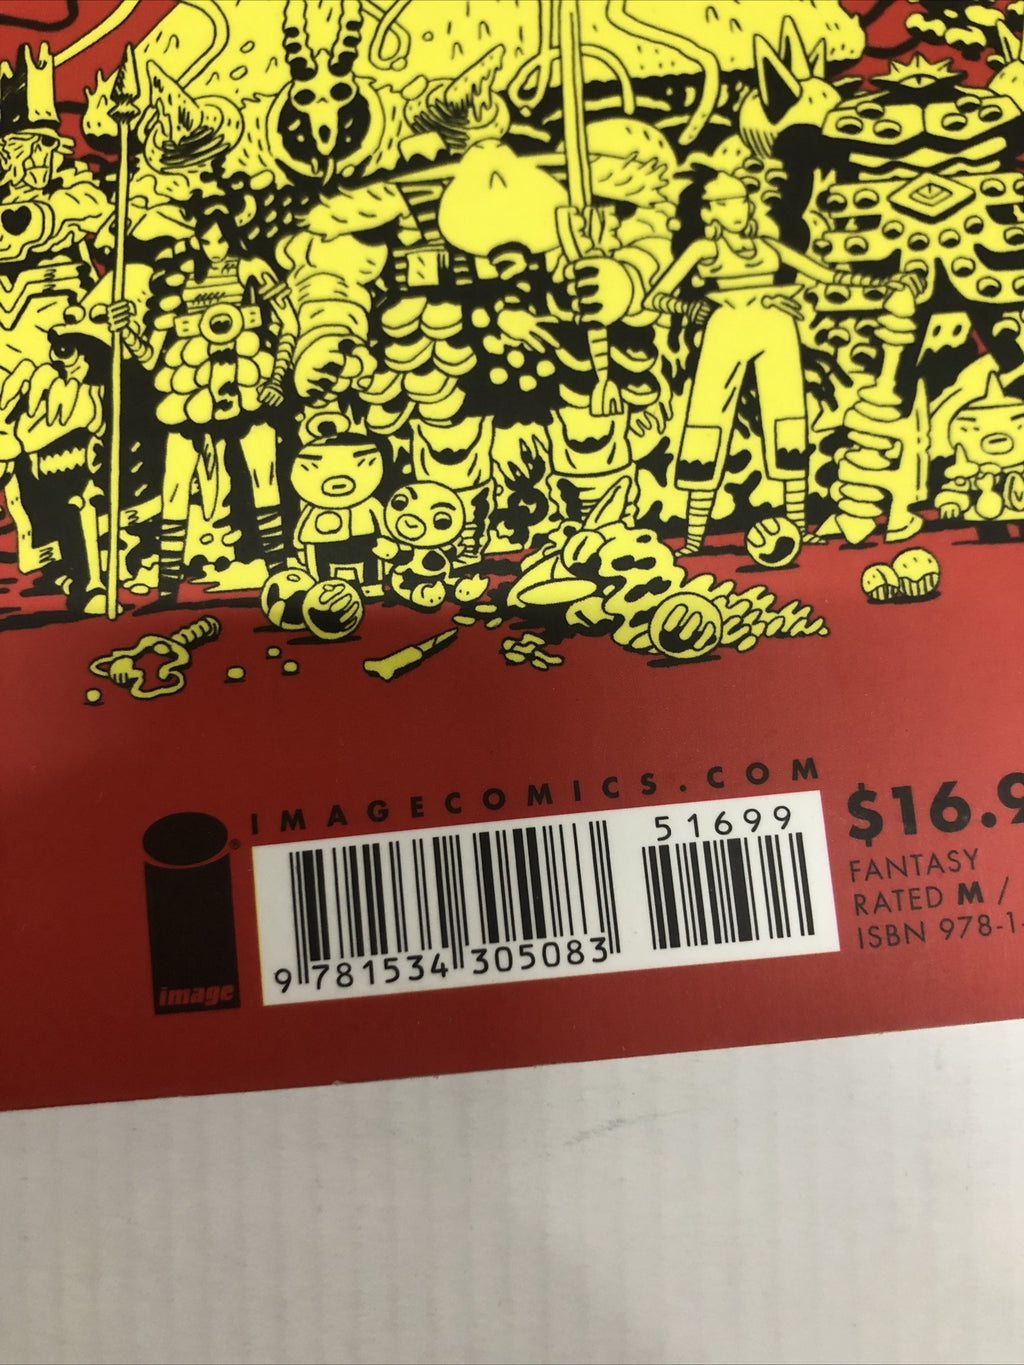 IMAGECOMICS.COM
51699
9 781534 305083
image
$16.9
FANTASY
RATED M /
ISBN 978-1-